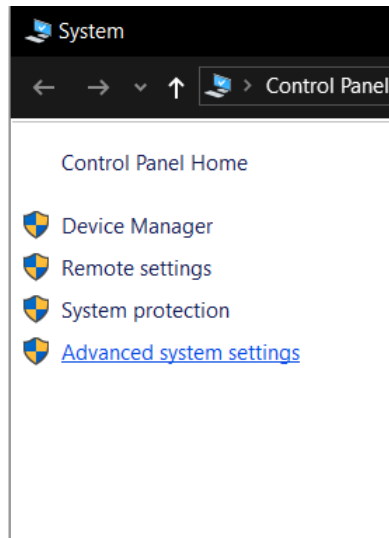 System
Control Panel
Control Panel Home
Device Manager
Remote settings
System protection
Advanced system settings